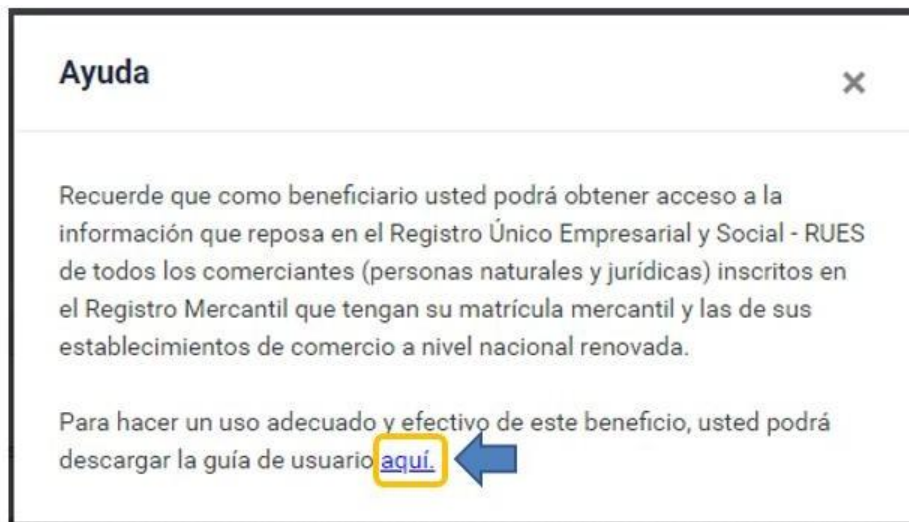 Ayuda
×
Recuerde que como beneficiario usted podrá obtener acceso a la
información que reposa en el Registro Único Empresarial y Social - RUES
de todos los comerciantes (personas naturales y jurídicas) inscritos en
el Registro Mercantil que tengan su matrícula mercantil y las de sus
establecimientos de comercio a nivel nacional renovada.
Para hacer un uso adecuado y efectivo de este beneficio, usted podrá
descargar la guía de usuario aquí.